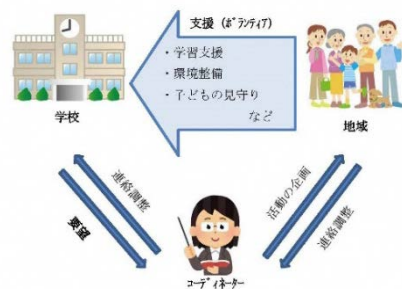 支援（ボランティア）
・学習支援
・環境整備
・子どもの見守り
など
学校
地域
連絡調整
要望
活動の企画
連絡調整
コーディネーター